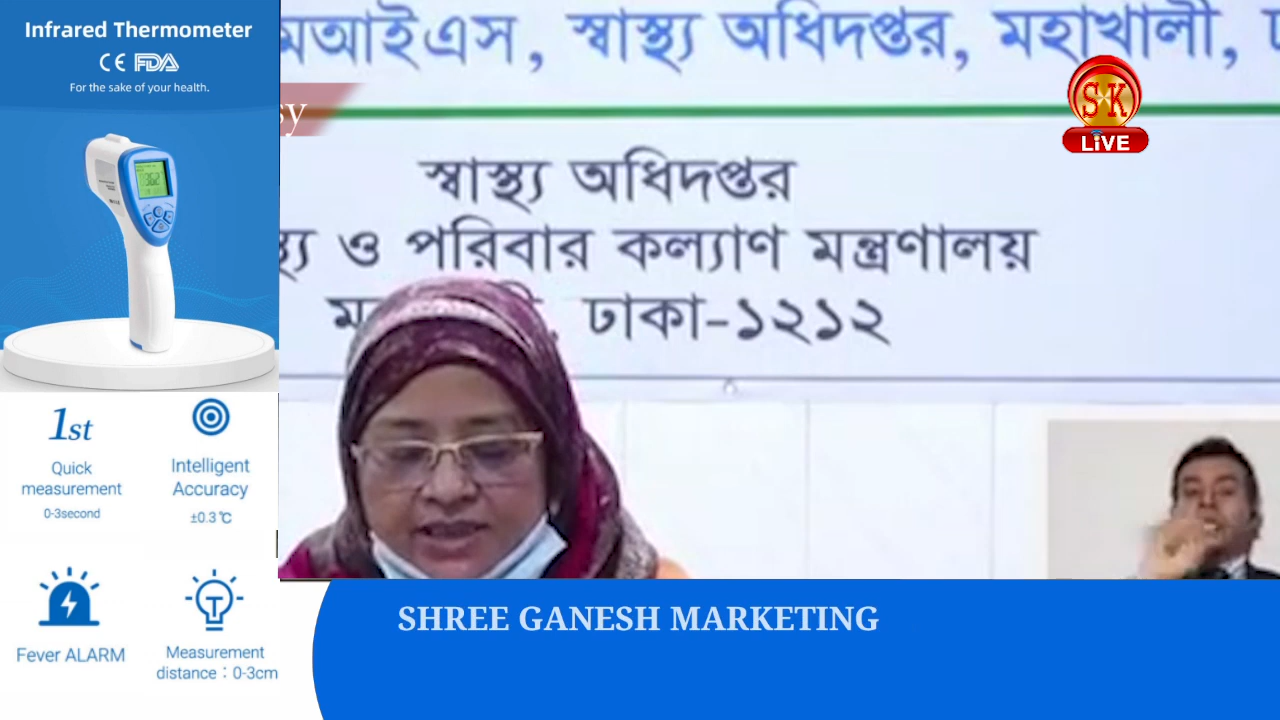 Infrared Thermometer
CE FDA
For the sake of your health.
1st
Quick
measurement
0-3second
Intelligent
Accuracy
±0.3℃
Fever ALARM
Measurement
distance：0-3cm
স্বাস্থ্য অধিদপ্তর, মহাখালী,
স্বাস্থ্য অধিদপ্তর
ও পরিবার কল্যাণ মন্ত্রণালয়
ঢাকা-১২১২
SK
LiVE
SHREE GANESH MARKETING